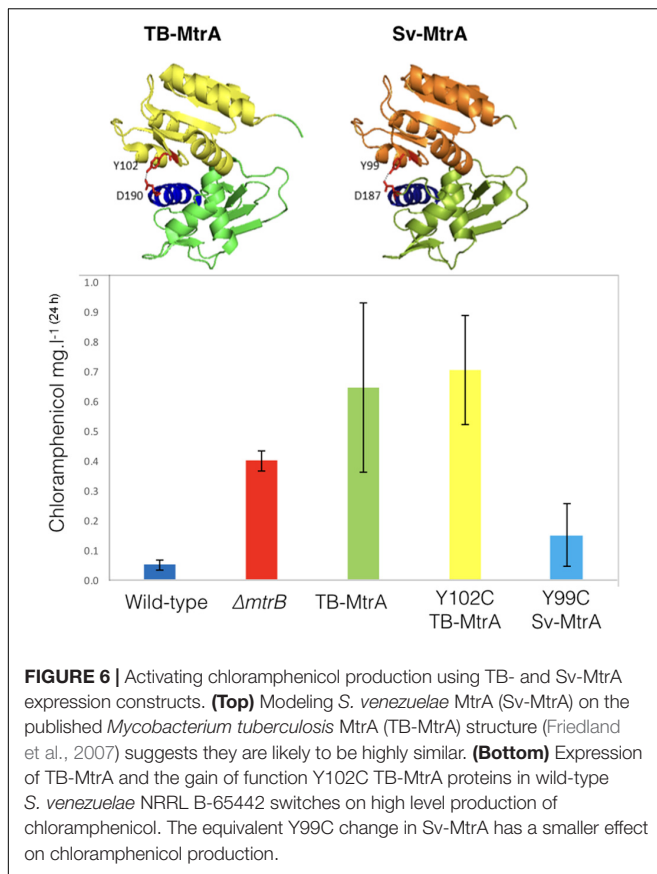 TB-MtrA
Sv-MtrA
Y102
D190
Y99
D187
Chloramphenicol mg.l-1 (24 h)
1.0
0.9
0.8
0.7
0.6
0.5
0.4
0.3
0.2
0.1
0.0
Wild-type
ΔmtrB
TB-MtrA
Y102C
TB-MtrA
Y99C
Sv-MtrA
FIGURE 6 | Activating chloramphenicol production using TB- and Sv-MtrA
expression constructs. (Top) Modeling S. venezuelae MtrA (Sv-MtrA) on the
published Mycobacterium tuberculosis MtrA (TB-MtrA) structure (Friedland
et al., 2007) suggests they are likely to be highly similar. (Bottom) Expression
of TB-MtrA and the gain of function Y102C TB-MtrA proteins in wild-type
S. venezuelae NRRL B-65442 switches on high level production of
chloramphenicol. The equivalent Y99C change in Sv-MtrA has a smaller effect
on chloramphenicol production.